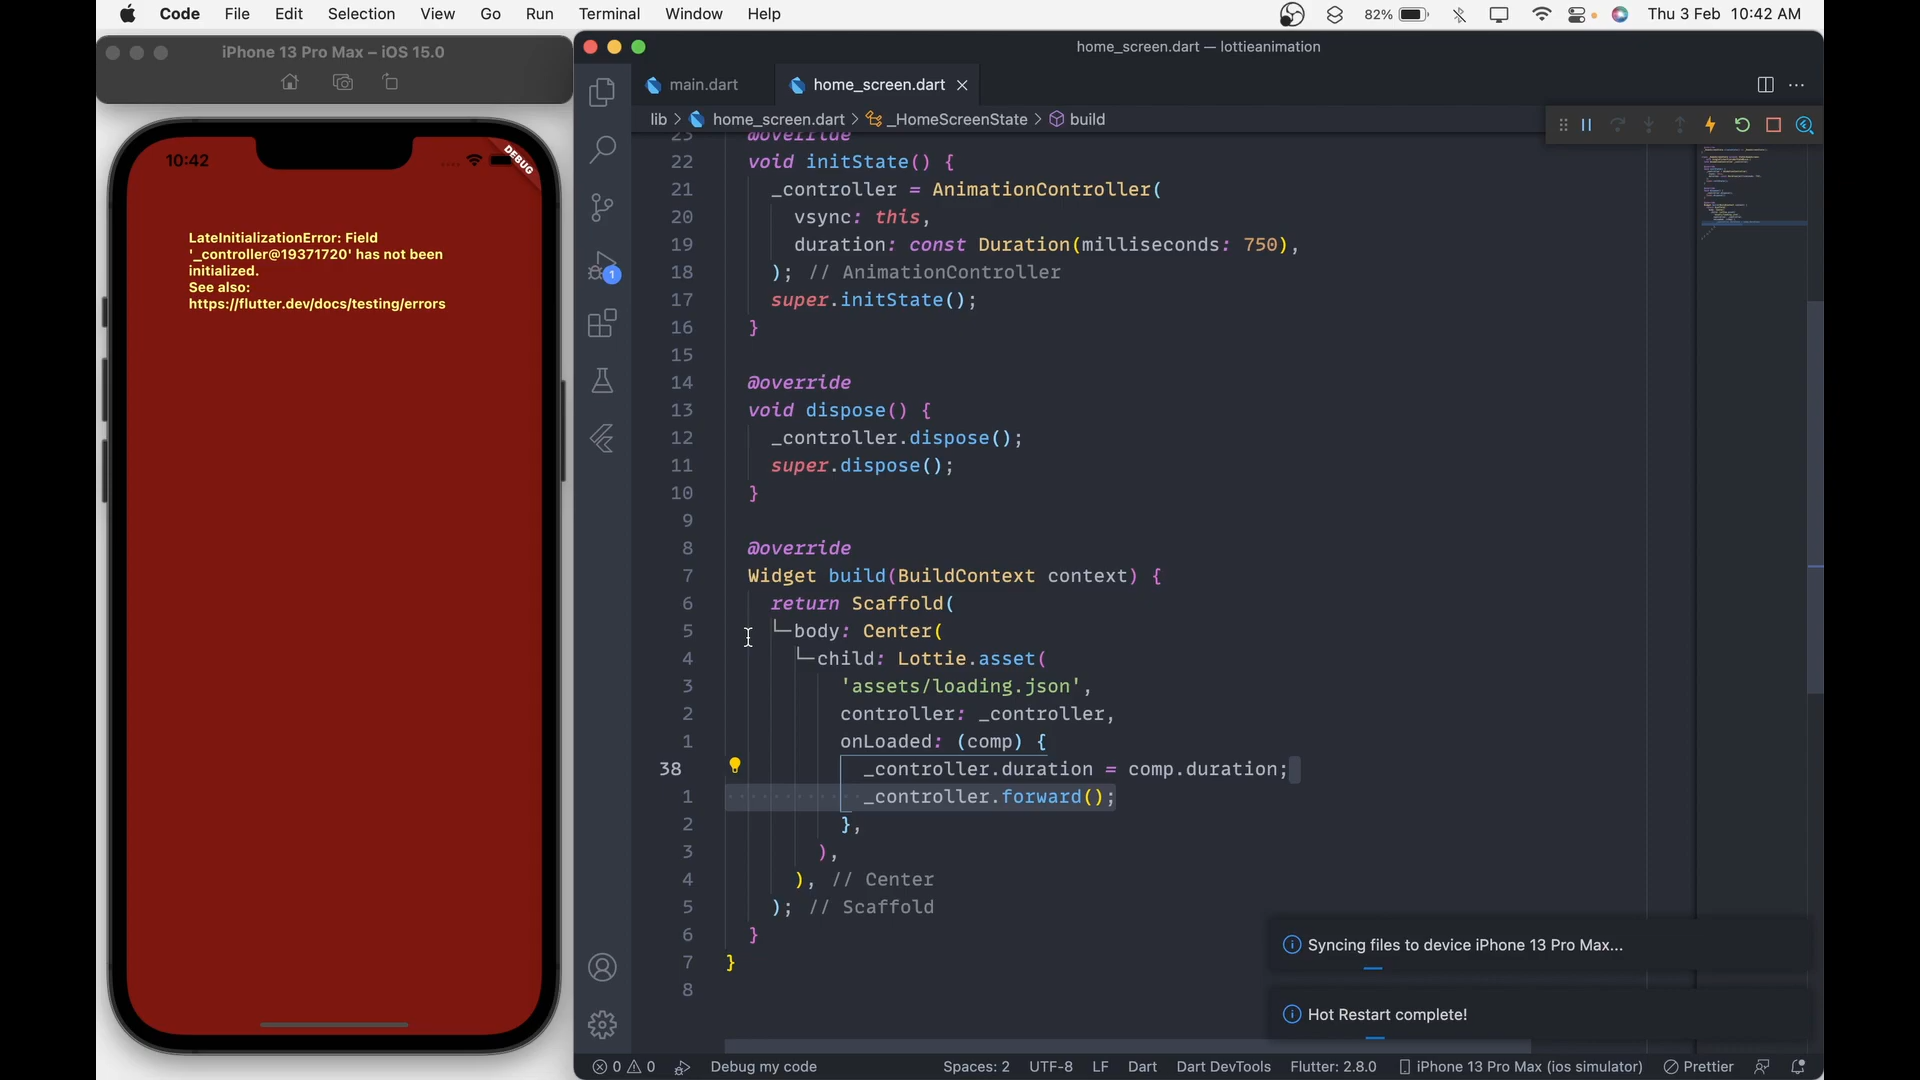 Code File Edit Selection View Go Run Terminal Window Help 82% Thu 3 Feb 10:42 AM
iPhone 13 Pro Max – iOS 15.0
10:42
DEBUG
LateInitializationError: Field
'_controller@19371720' has not been
initialized.
See also:
https://flutter.dev/docs/testing/errors
home_screen.dart — lottieanimation
main.dart home_screen.dart
lib > home_screen.dart > _HomeScreenState > build
23 @override
22 void initState() {
21 _controller = AnimationController(
20 vsync: this,
19 duration: const Duration(milliseconds: 750),
18 ); // AnimationController
17 super.initState();
16 }
15
14 @override
13 void dispose() {
12 _controller.dispose();
11 super.dispose();
10 }
9
8 @override
7 Widget build(BuildContext context) {
6 return Scaffold(
5 body: Center(
4 child: Lottie.asset(
3 'assets/loading.json',
2 controller: _controller,
1 onLoaded: (comp) {
38 _controller.duration = comp.duration;
1 _controller.forward();
2 },
3 ),
4 ), // Center
5 ); // Scaffold
6 }
7 }
8
1
Syncing files to device iPhone 13 Pro Max...
Hot Restart complete!
0 0 Debug my code Spaces: 2 UTF-8 LF Dart Dart DevTools Flutter: 2.8.0 iPhone 13 Pro Max (ios simulator) Prettier